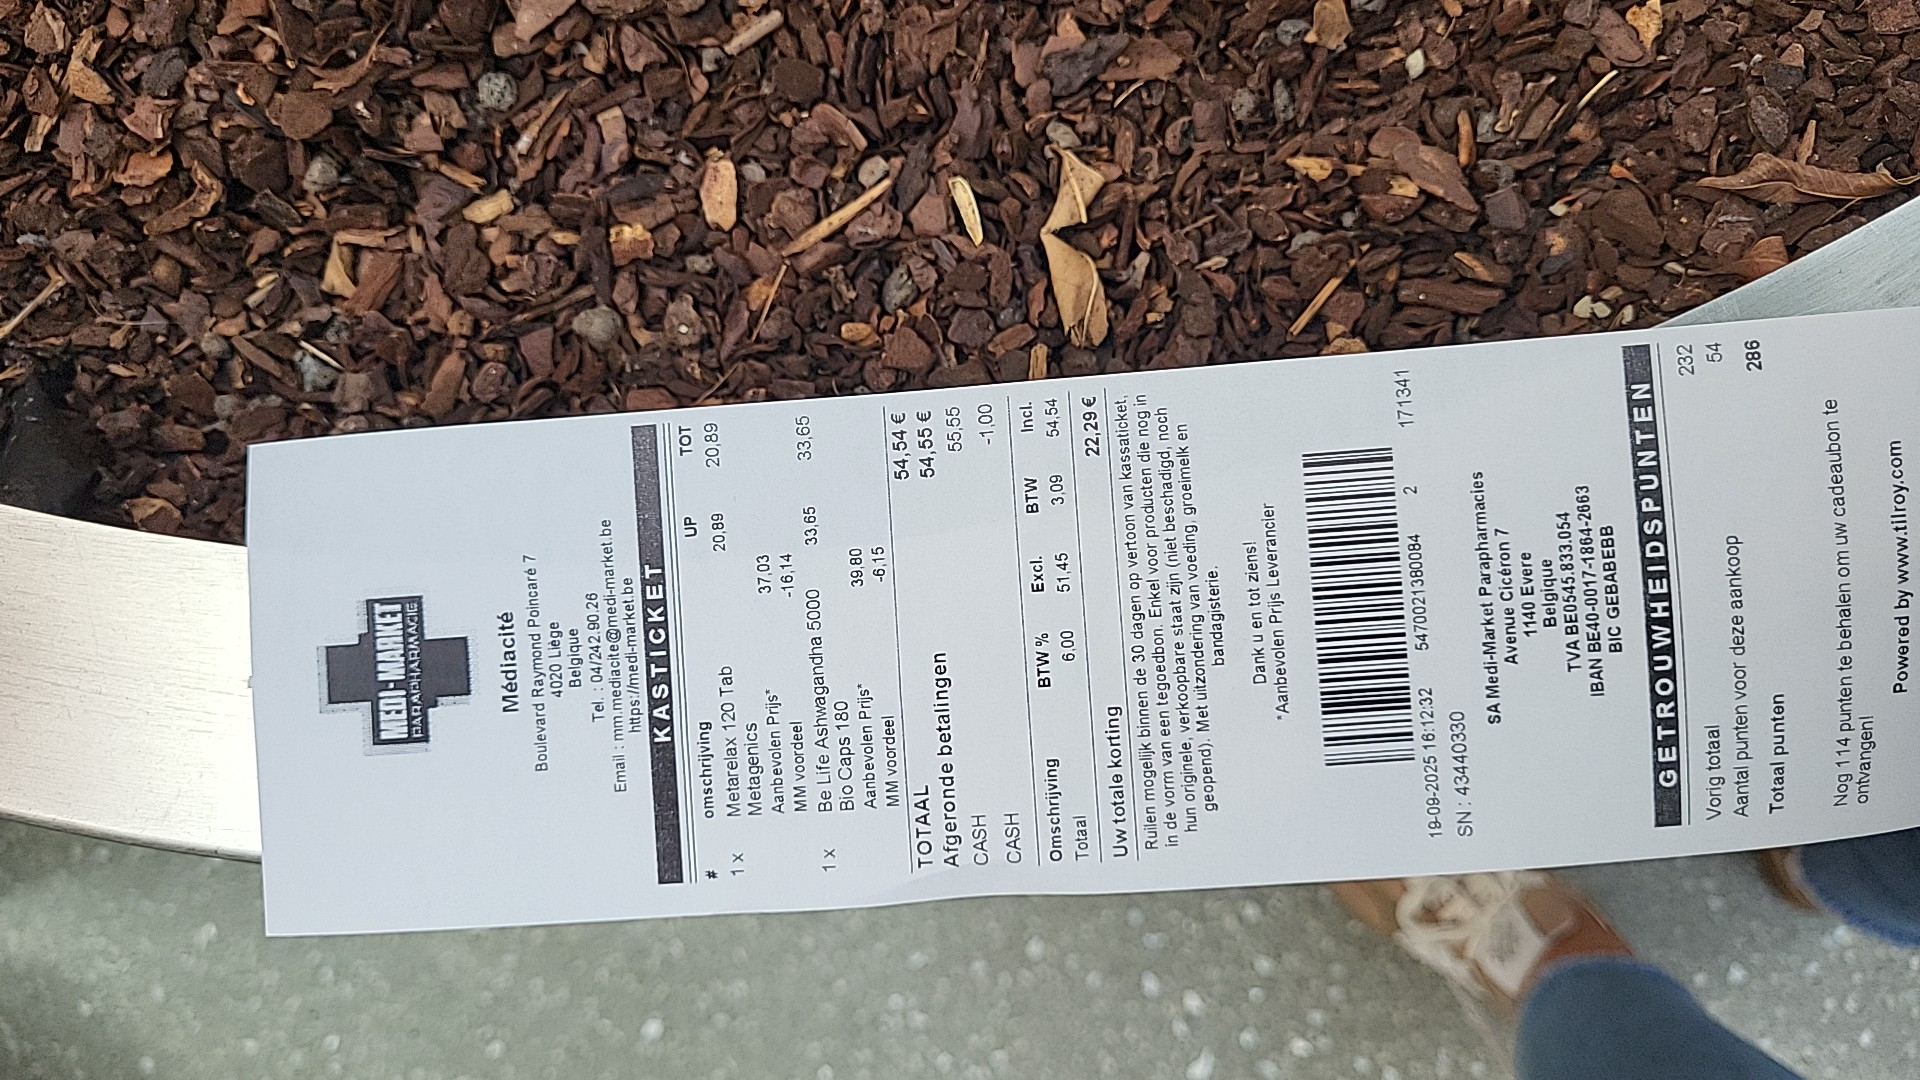 MEDI-MARKET
PARAPHARMACIE
Médiacité
Boulevard Raymond Poincaré 7
4020 Liège
Belgique
Tel. : 04/242.90.26
Email : mm.mediacite@medi-market.be
https://medi-market.be
KASTICKET
# omschrijving UP TOT
1 x Metarelax 120 Tab 20,89 20,89
Metagenics
Aanbevolen Prijs* 37,03
MM voordeel -16,14
1 x Be Life Ashwagandha 5000 33,65 33,65
Bio Caps 180
Aanbevolen Prijs* 39,80
MM voordeel -6,15
TOTAAL 54,54 €
Afgeronde betalingen 54,55 €
CASH 55,55
CASH -1,00
Omschrijving BTW % Excl. BTW Incl.
Totaal 6,00 51,45 3,09 54,54
Uw totale korting 22,29 €
Ruilen mogelijk binnen de 30 dagen op vertoon van kassaticket,
in de vorm van een tegoedbon. Enkel voor producten die nog in
hun originele, verkoopbare staat zijn (niet beschadigd, noch
geopend). Met uitzondering van voeding, groeimelk en
bandagisterie.
Dank u en tot ziens!
*Aanbevolen Prijs Leverancier
19-09-2025 16:12:32 5470021380084 2 171341
SN : 43440330
SA Medi-Market Parapharmacies
Avenue Cicéron 7
1140 Evere
Belgique
TVA BE0545.833.054
IBAN BE40-0017-1864-2663
BIC GEBABEBB
GETROUWHEIDSPUNTEN
Vorig totaal 232
Aantal punten voor deze aankoop 54
Totaal punten 286
Nog 114 punten te behalen om uw cadeaubon te
ontvangen!
Powered by www.tilroy.com